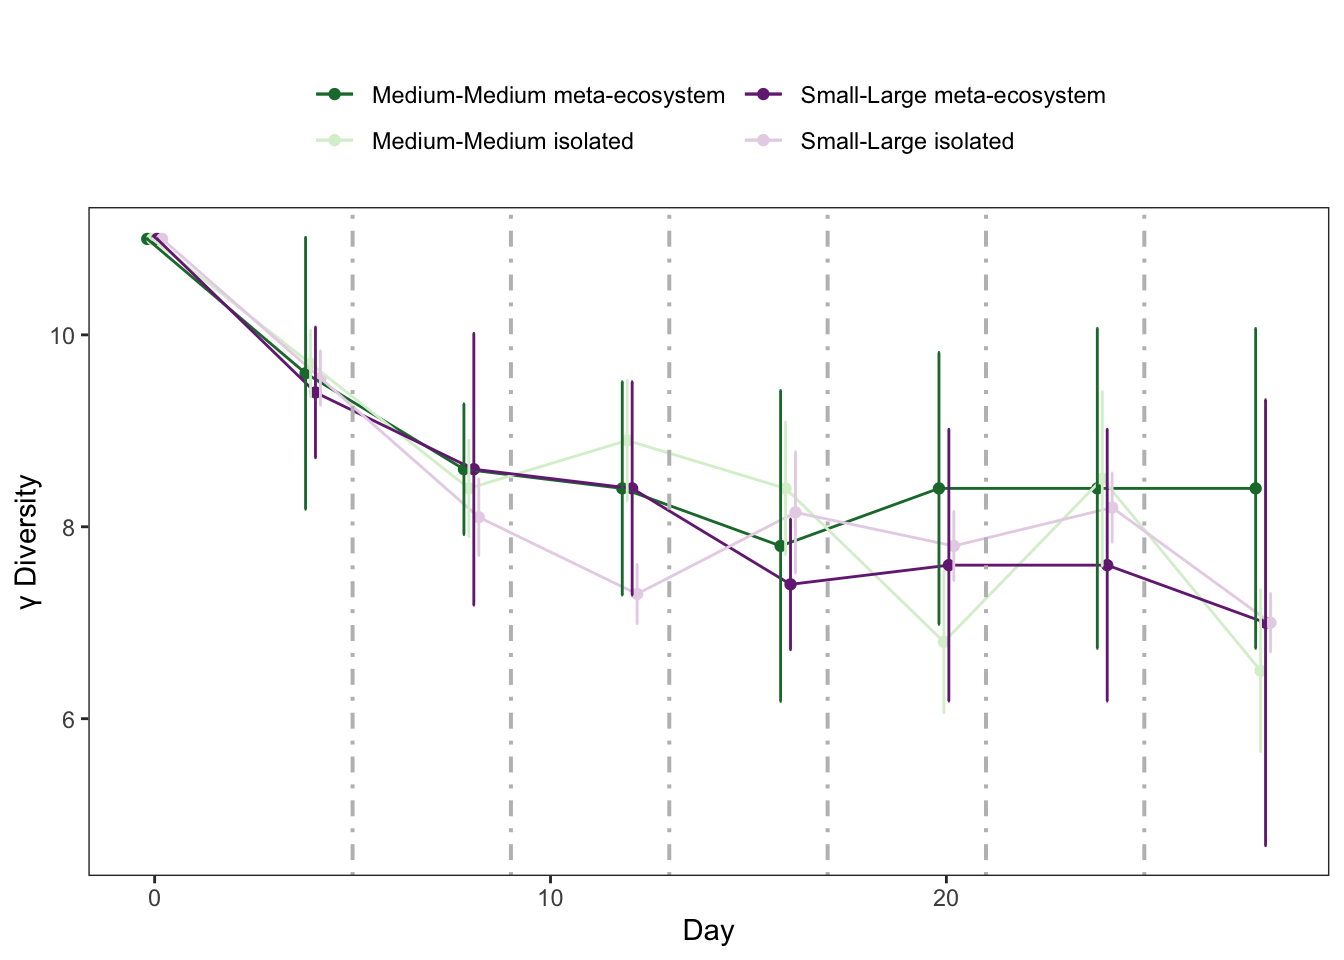 Medium-Medium meta-ecosystem Small-Large meta-ecosystem
Medium-Medium isolated Small-Large isolated
10
8
6
γ Diversity
0 10 20
Day